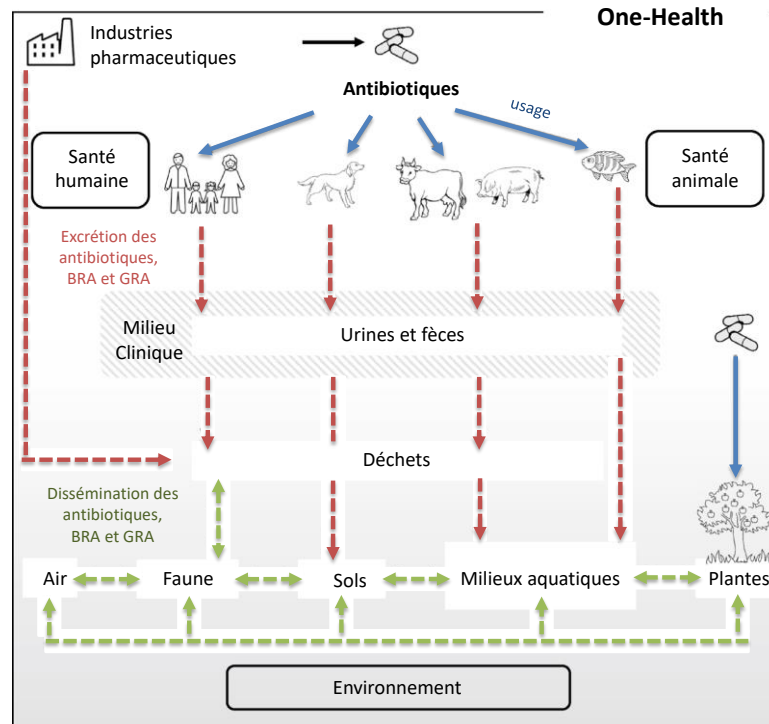 One-Health
Industries
pharmaceutiques
Antibiotiques
usage
Santé
humaine
Santé
animale
Excrétion des
antibiotiques,
BRA et GRA
Milieu
Clinique
Urines et fèces
Déchets
Dissémination des
antibiotiques,
BRA et GRA
Air
Faune
Sols
Milieux aquatiques
Plantes
Environnement